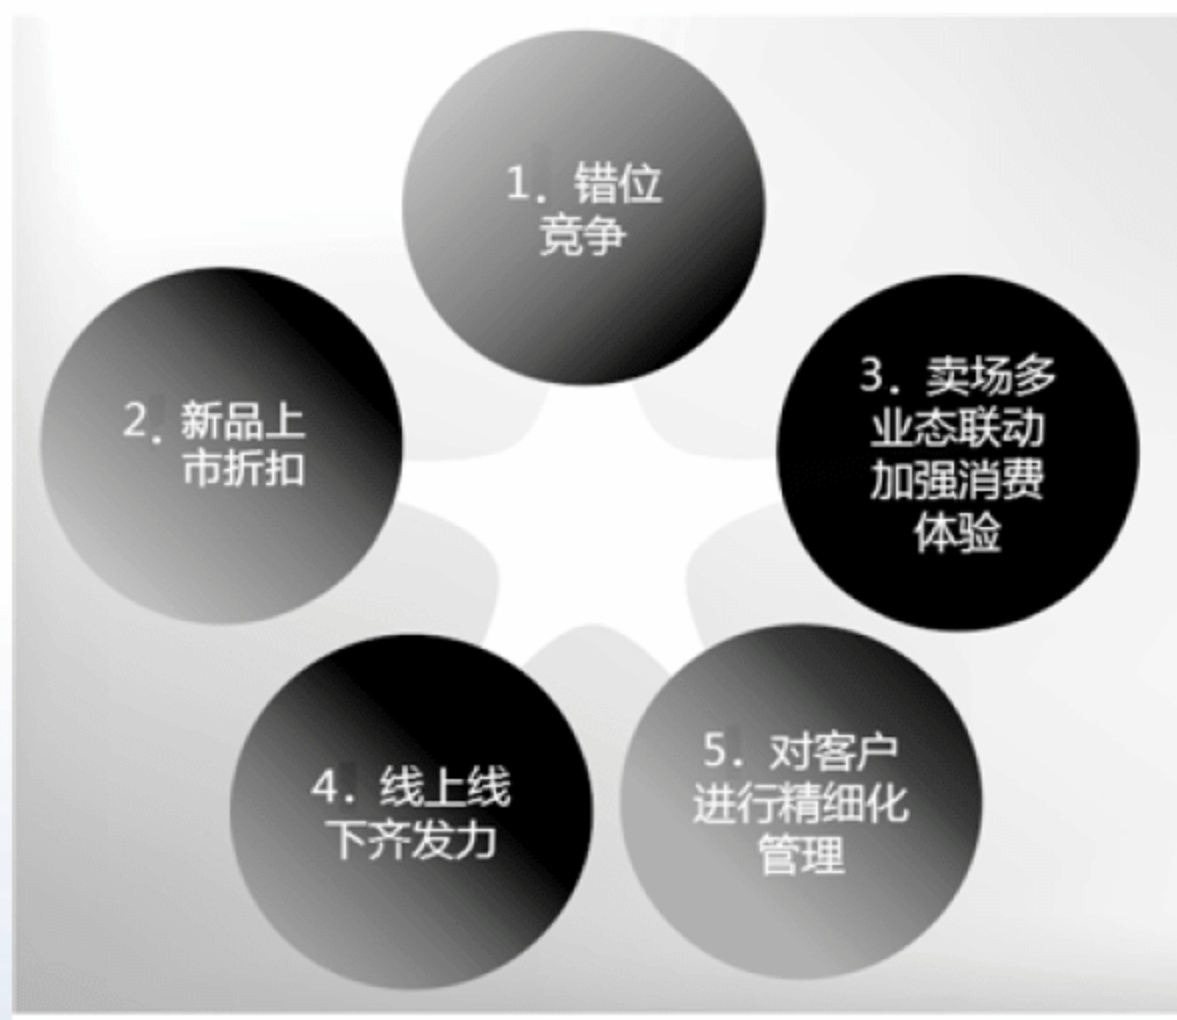 1. 错位
竞争
2. 新品上
市折扣
3. 卖场多
业态联动
加强消费
体验
4. 线上线
下齐发力
5. 对客户
进行精细化
管理